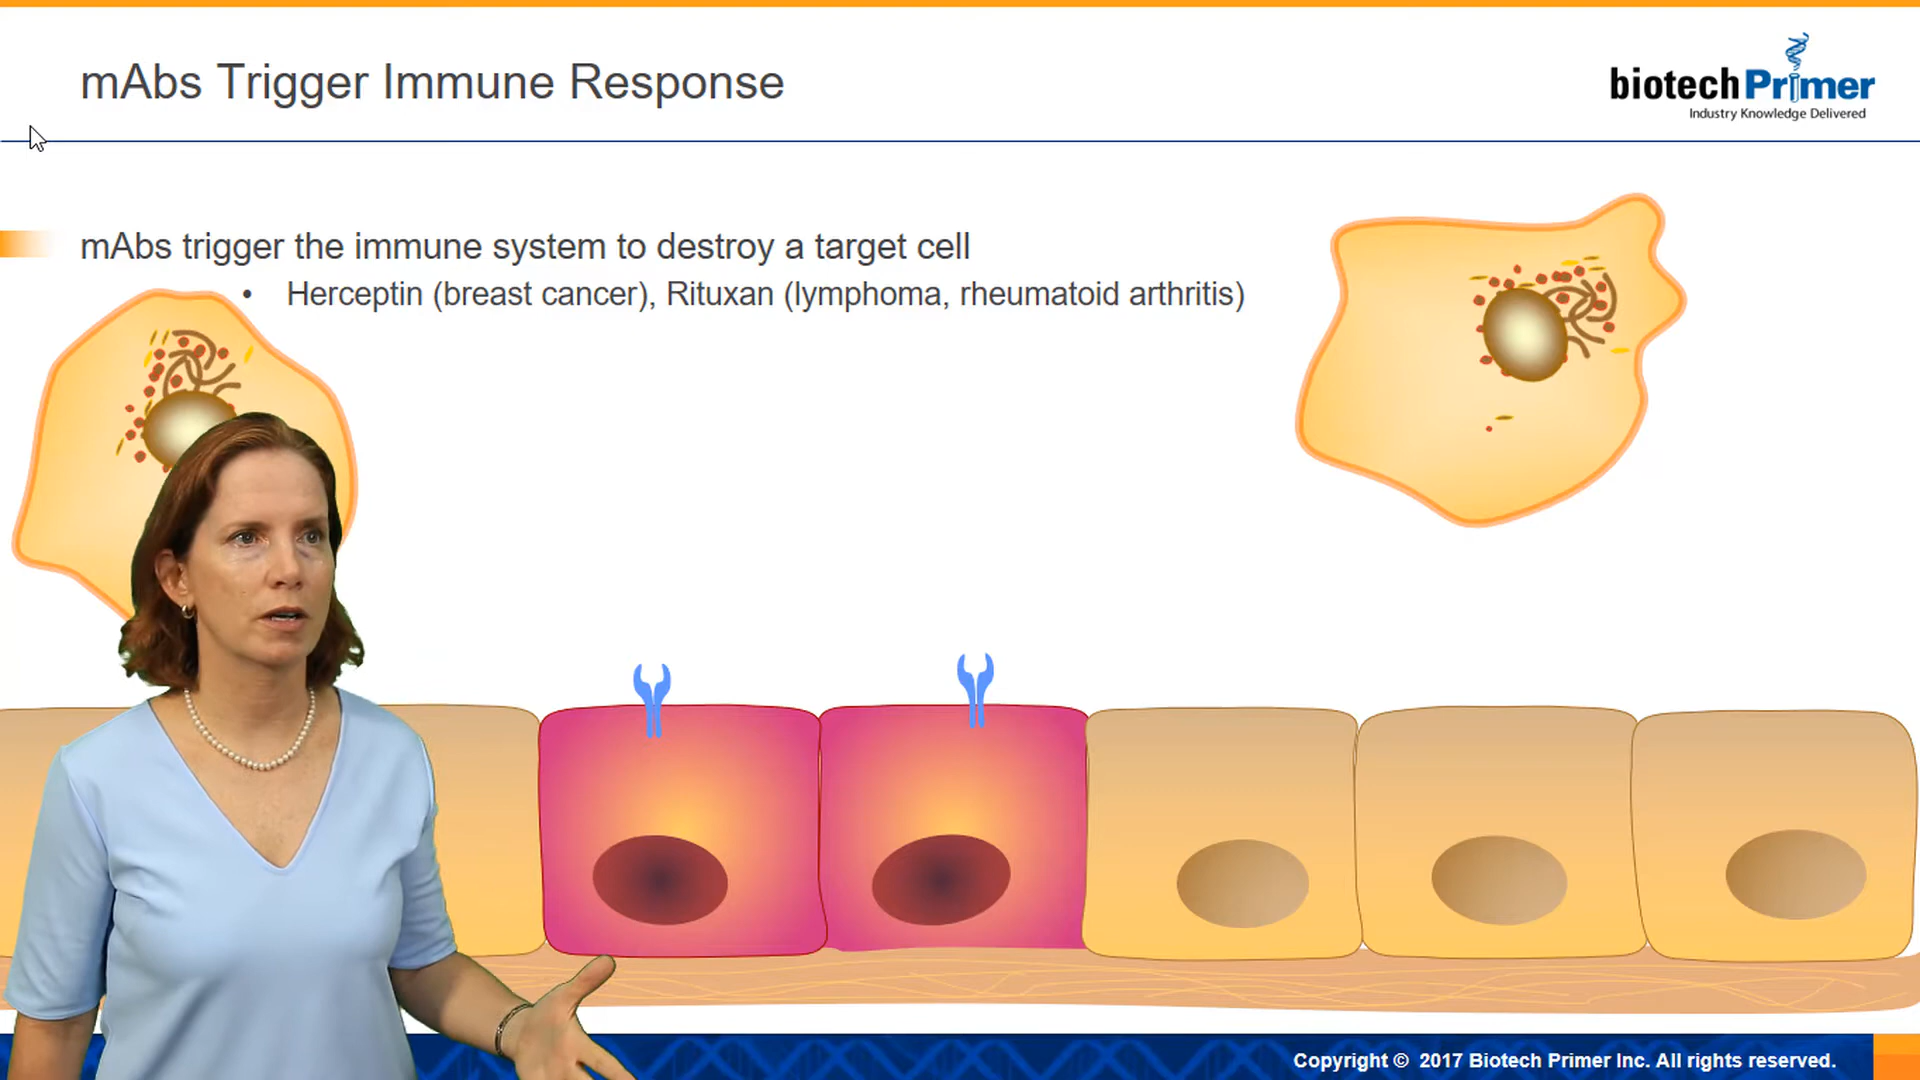 mAbs Trigger Immune Response
biotech Primer
Industry Knowledge Delivered
mAbs trigger the immune system to destroy a target cell
• Herceptin (breast cancer), Rituxan (lymphoma, rheumatoid arthritis)
Copyright © 2017 Biotech Primer Inc. All rights reserved.